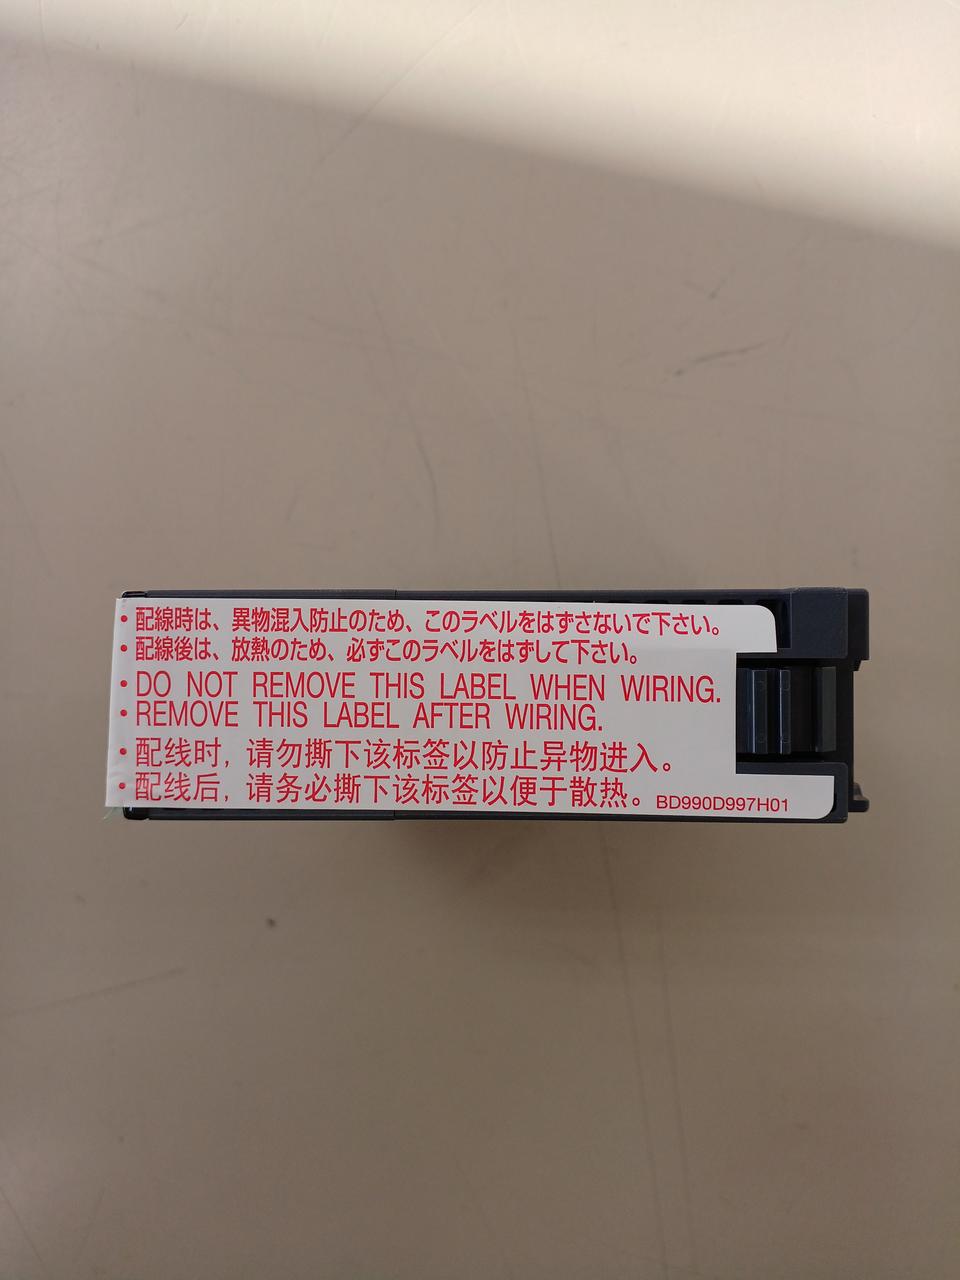 ・配線時は、異物混入防止のため、このラベルをはずさないで下さい。
・配線後は、放熱のため、必ずこのラベルをはずして下さい。
・DO NOT REMOVE THIS LABEL WHEN WIRING.
・REMOVE THIS LABEL AFTER WIRING.
・配线时，请勿撕下该标签以防止异物进入。
・配线后，请务必撕下该标签以便于散热。 BD990D997H01